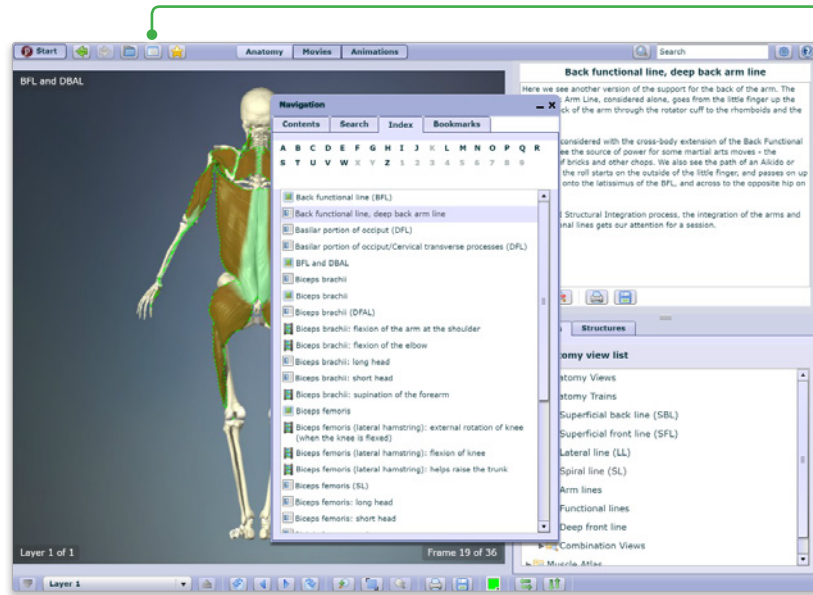 Start
Anatomy Movies Animations
Search
BFL and DBAL
Back functional line, deep back arm line
Here we see another version of the support for the back of the arm. The
Arm Line, considered alone, goes from the little finger up the
of the arm through the rotator cuff to the rhomboids and the
considered with the cross-body extension of the Back Functional
the source of power for some martial arts moves - the
of bricks and other chops. We also see the path of an Aikido or
the roll starts on the outside of the little finger, and passes on up
onto the latissimus of the BFL, and across to the opposite hip on
Structural Integration process, the integration of the arms and
lines gets our attention for a session.
Navigation
Contents Search Index Bookmarks
A B C D E F G H I J K L M N O P Q R
S T U V W X Y Z 1 2 3 4 5 6 7 8 9
Back functional line (BFL)
Back functional line, deep back arm line
Basilar portion of occiput (DFL)
Basilar portion of occiput/Cervical transverse processes (DFL)
BFL and DBAL
Biceps brachii
Biceps brachii
Biceps brachii (DFAL)
Biceps brachii: flexion of the arm at the shoulder
Biceps brachii: flexion of the elbow
Biceps brachii: long head
Biceps brachii: short head
Biceps brachii: supination of the forearm
Biceps femoris
Biceps femoris (lateral hamstring): external rotation of knee
(when the knee is flexed)
Biceps femoris (lateral hamstring): flexion of knee
Biceps femoris (lateral hamstring): helps raise the trunk
Biceps femoris (SL)
Biceps femoris: long head
Biceps femoris: short head
Structures
view list
Views
Trains
Superficial back line (SBL)
Superficial front line (SFL)
Lateral line (LL)
Spiral line (SL)
Arm lines
Functional lines
Deep front line
Combination Views
Muscle Atlas
Layer 1 of 1
Frame 19 of 36
Layer 1